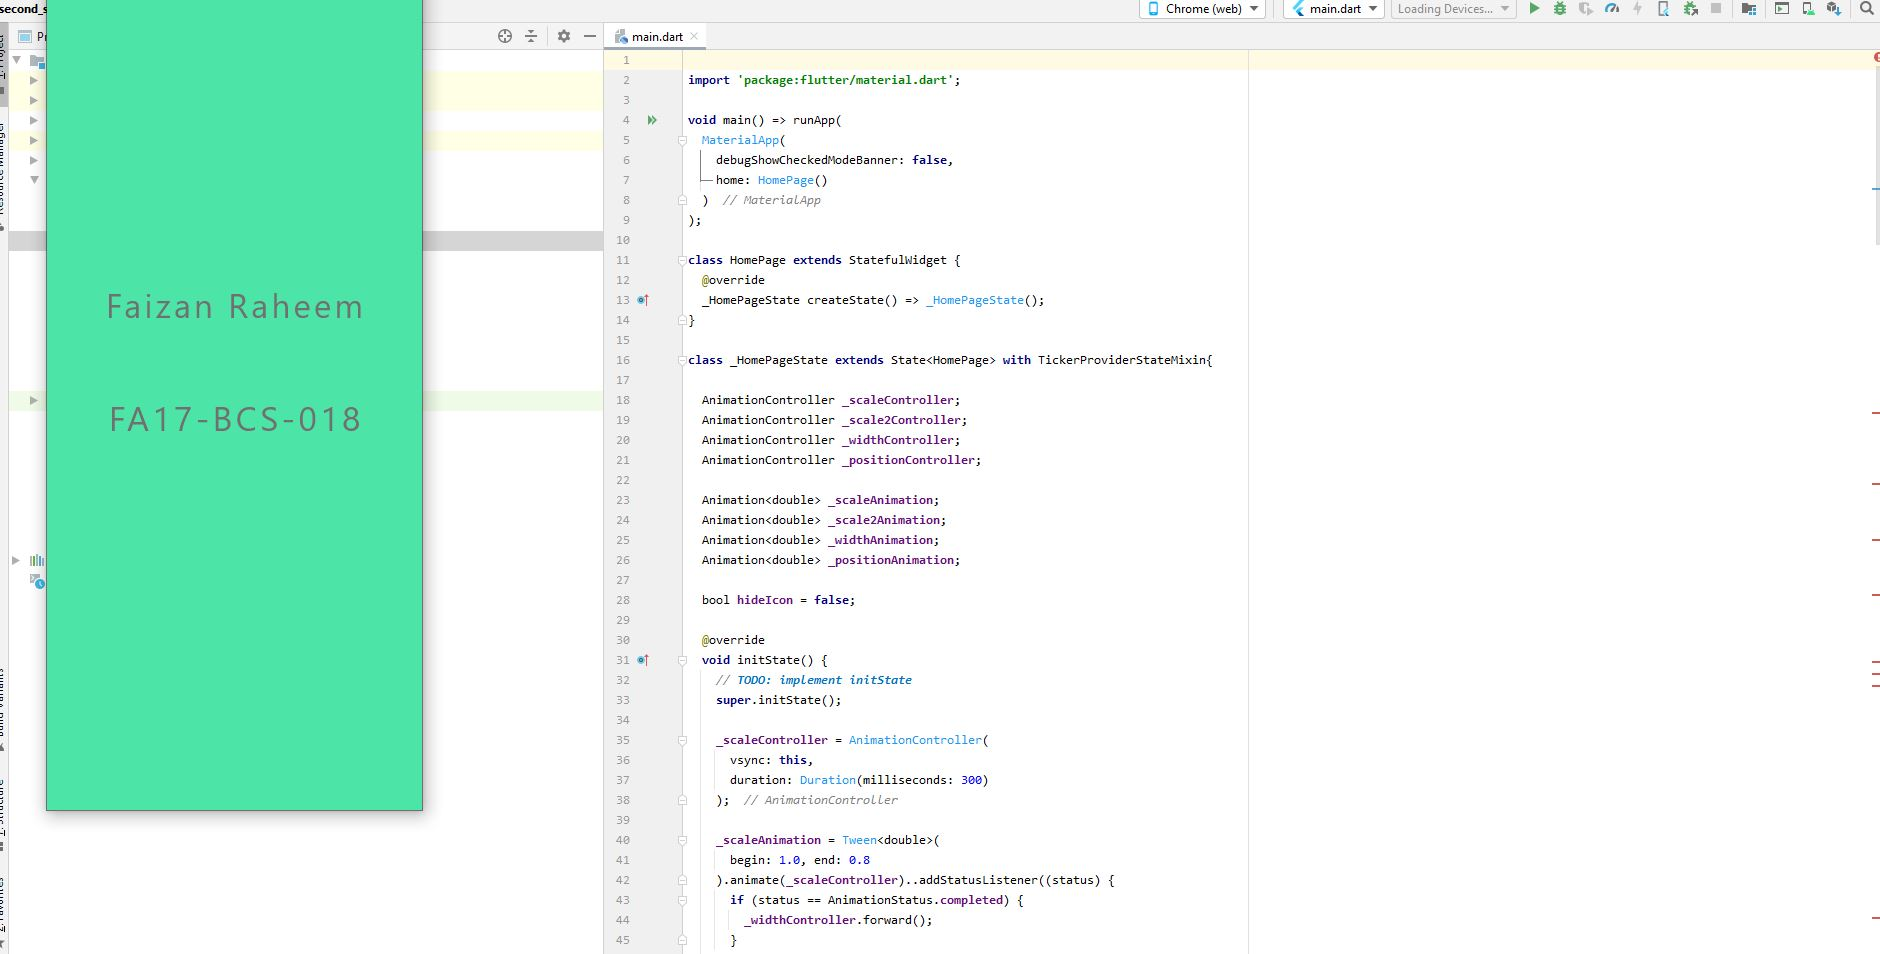 second_s
Chrome (web)
main.dart
Loading Devices...
Pr
main.dart
Faizan Raheem
FA17-BCS-018
1
2 import 'package:flutter/material.dart';
3
4 void main() => runApp(
5 MaterialApp(
6 debugShowCheckedModeBanner: false,
7 home: HomePage()
8 ) // MaterialApp
9 );
10
11 class HomePage extends StatefulWidget {
12 @override
13 _HomePageState createState() => _HomePageState();
14 }
15
16 class _HomePageState extends State<HomePage> with TickerProviderStateMixin{
17
18 AnimationController _scaleController;
19 AnimationController _scale2Controller;
20 AnimationController _widthController;
21 AnimationController _positionController;
22
23 Animation<double> _scaleAnimation;
24 Animation<double> _scale2Animation;
25 Animation<double> _widthAnimation;
26 Animation<double> _positionAnimation;
27
28 bool hideIcon = false;
29
30 @override
31 void initState() {
32 // TODO: implement initState
33 super.initState();
34
35 _scaleController = AnimationController(
36 vsync: this,
37 duration: Duration(milliseconds: 300)
38 ); // AnimationController
39
40 _scaleAnimation = Tween<double>(
41 begin: 1.0, end: 0.8
42 ).animate(_scaleController)..addStatusListener((status) {
43 if (status == AnimationStatus.completed) {
44 _widthController.forward();
45 }